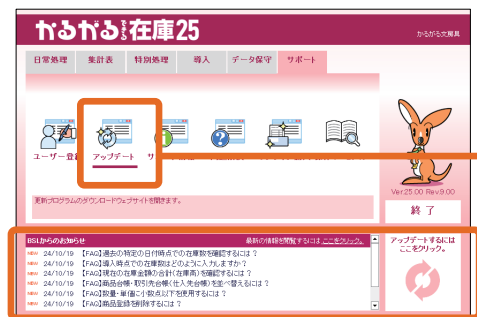 かるがるできる在庫25
かるがる文房具
日常処理 集計表 特別処理 導入 データ保守 サポート
ユーザー登録 アップデート
更新プログラムのダウンロードウェブサイトを開きます。
Ver.25.00 Rev.9.00
終 了
BSLからのお知らせ 最新の情報を閲覧するには ここをクリック。
NEW 24/10/19 【FAQ】過去の特定の日付時点での在庫数を確認するには？
NEW 24/10/19 【FAQ】導入時点での在庫数はどのように入力しますか？
NEW 24/10/19 【FAQ】現在の在庫金額の合計(在庫高)を確認するには？
NEW 24/10/19 【FAQ】商品台帳・取引先台帳(仕入先台帳)を並べ替えるには？
NEW 24/10/19 【FAQ】数量・単価に小数点以下を使用するには？
NEW 24/10/19 【FAQ】商品登録を削除するには？
アップデートするには
ここをクリック。